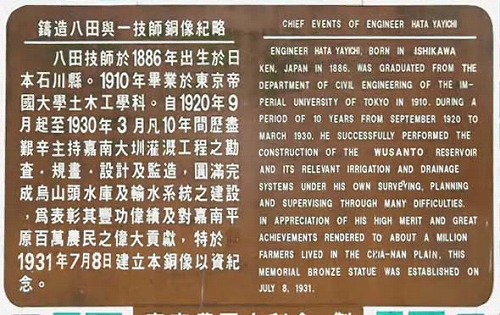 鑄造八田與一技師銅像紀略
八田技師於1886年出生於日
本石川縣。1910年畢業於東京帝
國大學土木工學科。自1920年9
月起至1930年3月凡10年間歷盡
艱辛主持嘉南大圳灌溉工程之勘
查・規畫・設計及監造，圓滿完
成烏山頭水庫及輸水系統之建設
，爲表彰其豐功偉績及對嘉南平
原百萬農民之偉大貢獻，特於
1931年7月8日建立本銅像以資紀
念。
CHIEF EVENTS OF ENGINEER HATA YAYICHI
ENGINEER HATA YAYICHI, BORN IN ISHIKAWA
KEN, JAPAN IN 1886, WAS GRADUATED FROM THE
DEPARTMENT OF CIVIL ENGINEERING OF THE IM-
PERIAL UNIVERSITY OF TOKYO IN 1910. DURING A
PERIOD OF 10 YEARS FROM SEPTEMBER 1920 TO
MARCH 1930. HE SUCCESSFULLY PERFORMED THE
CONSTRUCTION OF THE WUSANTO RESERVOIR
AND ITS RELEVANT IRRIGATION AND DRAINAGE
SYSTEMS UNDER HIS OWN SURVEYING, PLANNING
AND SUPERVISING THROUGH MANY DIFFICULTIES.
IN APPRECIATION OF HIS HIGH MERIT AND GREAT
ACHIEVEMENTS RENDERED TO ABOUT A MILLION
FARMERS LIVED IN THE CHIA-NAN PLAIN, THIS
MEMORIAL BRONZE STATUE WAS ESTABLISHED ON
JULY 8, 1931.